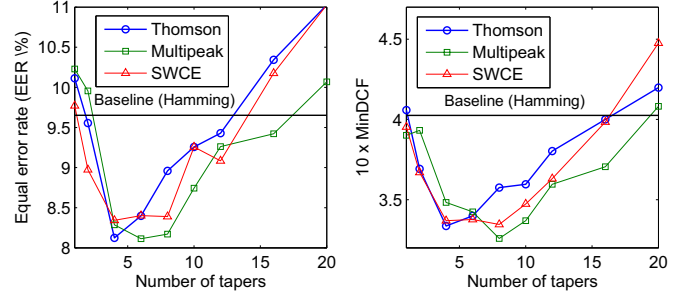 11
10.5
10
9.5
9
8.5
8
Equal error rate (EER \%)
Thomson
Multipeak
SWCE
Baseline (Hamming)
5
10
15
20
Number of tapers
4.5
4
3.5
10 x MinDCF
Thomson
Multipeak
SWCE
Baseline (Hamming)
5
10
15
20
Number of tapers